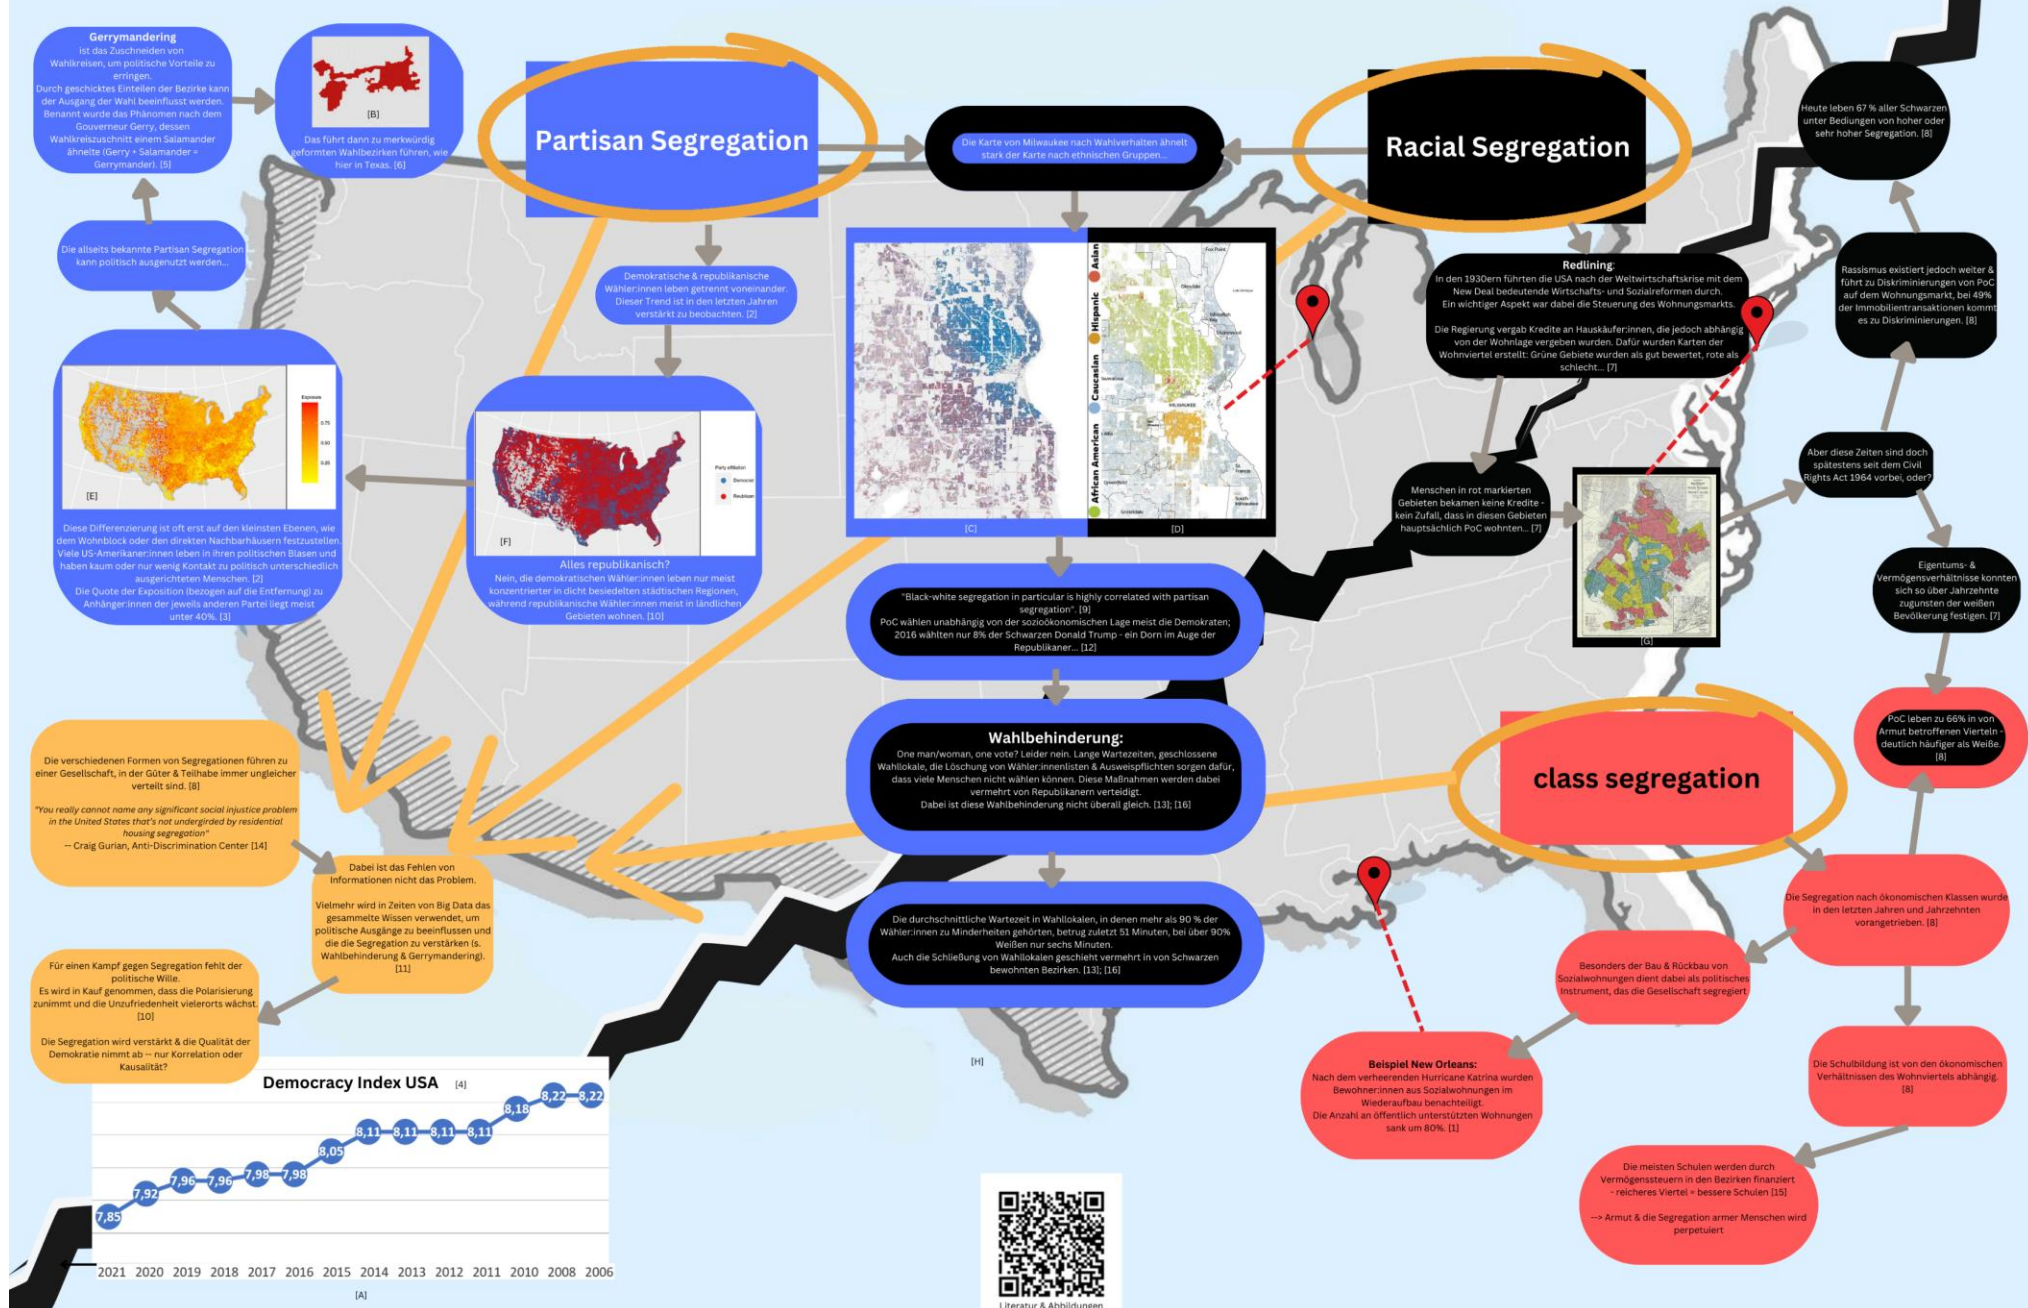 Gerrymandering
ist das Zuschneiden von
Wahlkreisen, um politische Vorteile zu
erringen.
Durch geschicktes Einteilen der Bezirke kann
der Ausgang der Wahl beeinflusst werden.
Benannt wurde das Phänomen nach dem
Gouverneur Gerry, dessen
Wahlkreiszuschnitt einem Salamander
ähnelte (Gerry + Salamander =
Gerrymander). [5]
[B]
Das führt dann zu merkwürdig
geformten Wahlbezirken führen, wie
hier in Texas. [6]
Die allseits bekannte Partisan Segregation
kann politisch ausgenutzt werden...
Partisan Segregation
Demokratische & republikanische
Wähler:innen leben getrennt voneinander.
Dieser Trend ist in den letzten Jahren
verstärkt zu beobachten. [2]
Exposure
0.75
0.50
0.25
[E]
Diese Differenzierung ist oft erst auf den kleinsten Ebenen, wie
dem Wohnblock oder den direkten Nachbarhäusern festzustellen.
Viele US-Amerikaner:innen leben in ihren politischen Blasen und
haben kaum oder nur wenig Kontakt zu politisch unterschiedlich
ausgerichteten Menschen. [2]
Die Quote der Exposition (bezogen auf die Entfernung) zu
Anhänger:innen der jeweils anderen Partei liegt meist
unter 40%. [3]
Party affiliation
Democrat
Republican
[F]
Alles republikanisch?
Nein, die demokratischen Wähler:innen leben nur meist
konzentrierter in dicht besiedelten städtischen Regionen,
während republikanische Wähler:innen meist in ländlichen
Gebieten wohnen. [10]
Die Karte von Milwaukee nach Wahlverhalten ähnelt
stark der Karte nach ethnischen Gruppen...
African American
Caucasian
Hispanic
Asian
Fox Point
Glendale
MILWAUKEE
St. Francis
South Milwaukee
Greenfield
[C]
[D]
"Black-white segregation in particular is highly correlated with partisan
segregation". [9]
PoC wählen unabhängig von der sozioökonomischen Lage meist die Demokraten;
2016 wählten nur 8% der Schwarzen Donald Trump - ein Dorn im Auge der
Republikaner... [12]
Wahlbehinderung:
One man/woman, one vote? Leider nein. Lange Wartezeiten, geschlossene
Wahllokale, die Löschung von Wähler:innenlisten & Ausweispflichten sorgen dafür,
dass viele Menschen nicht wählen können. Diese Maßnahmen werden dabei
vermehrt von Republikanern verteidigt.
Dabei ist diese Wahlbehinderung nicht überall gleich. [13]; [16]
Die durchschnittliche Wartezeit in Wahllokalen, in denen mehr als 90 % der
Wähler:innen zu Minderheiten gehörten, betrug zuletzt 51 Minuten, bei über 90%
Weißen nur sechs Minuten.
Auch die Schließung von Wahllokalen geschieht vermehrt in von Schwarzen
bewohnten Bezirken. [13]; [16]
[H]
Racial Segregation
Redlining:
In den 1930ern führten die USA nach der Weltwirtschaftskrise mit dem
New Deal bedeutende Wirtschafts- und Sozialreformen durch.
Ein wichtiger Aspekt war dabei die Steuerung des Wohnungsmarkts.
Die Regierung vergab Kredite an Hauskäufer:innen, die jedoch abhängig
von der Wohnlage vergeben wurden. Dafür wurden Karten der
Wohnviertel erstellt: Grüne Gebiete wurden als gut bewertet, rote als
schlecht... [7]
Menschen in rot markierten
Gebieten bekamen keine Kredite -
kein Zufall, dass in diesen Gebieten
hauptsächlich PoC wohnten... [7]
[G]
Aber diese Zeiten sind doch
spätestens seit dem Civil
Rights Act 1964 vorbei, oder?
Rassismus existiert jedoch weiter &
führt zu Diskriminierungen von PoC
auf dem Wohnungsmarkt, bei 49%
der Immobilientransaktionen kommt
es zu Diskriminierungen. [8]
Heute leben 67 % aller Schwarzen
unter Bediungen von hoher oder
sehr hoher Segregation. [8]
Eigentums- &
Vermögensverhältnisse konnten
sich so über Jahrzehnte
zugunsten der weißen
Bevölkerung festigen. [7]
PoC leben zu 66% in von
Armut betroffenen Vierteln -
deutlich häufiger als Weiße.
[8]
class segregation
Die Segregation nach ökonomischen Klassen wurde
in den letzten Jahren und Jahrzehnten
vorangetrieben. [8]
Besonders der Bau & Rückbau von
Sozialwohnungen dient dabei als politisches
Instrument, das die Gesellschaft segregiert
Beispiel New Orleans:
Nach dem verheerenden Hurricane Katrina wurden
Bewohner:innen aus Sozialwohnungen im
Wiederaufbau benachteiligt.
Die Anzahl an öffentlich unterstützten Wohnungen
sank um 80%. [1]
Die Schulbildung ist von den ökonomischen
Verhältnissen des Wohnviertels abhängig.
[8]
Die meisten Schulen werden durch
Vermögenssteuern in den Bezirken finanziert
- reicheres Viertel = bessere Schulen [15]
--> Armut & die Segregation armer Menschen wird
perpetuiert
Die verschiedenen Formen von Segregationen führen zu
einer Gesellschaft, in der Güter & Teilhabe immer ungleicher
verteilt sind. [8]
"You really cannot name any significant social injustice problem
in the United States that's not undergirded by residential
housing segregation"
-- Craig Gurian, Anti-Discrimination Center [14]
Dabei ist das Fehlen von
Informationen nicht das Problem.
Vielmehr wird in Zeiten von Big Data das
gesammelte Wissen verwendet, um
politische Ausgänge zu beeinflussen und
die die Segregation zu verstärken (s.
Wahlbehinderung & Gerrymandering).
[11]
Für einen Kampf gegen Segregation fehlt der
politische Wille.
Es wird in Kauf genommen, dass die Polarisierung
zunimmt und die Unzufriedenheit vielerorts wächst.
[10]
Die Segregation wird verstärkt & die Qualität der
Demokratie nimmt ab -- nur Korrelation oder
Kausalität?
Democracy Index USA [4]
7,85 7,92 7,96 7,96 7,98 7,98 8,05 8,11 8,11 8,11 8,11 8,18 8,22 8,22
2021 2020 2019 2018 2017 2016 2015 2014 2013 2012 2011 2010 2008 2006
[A]
Literatur & Abbildungen